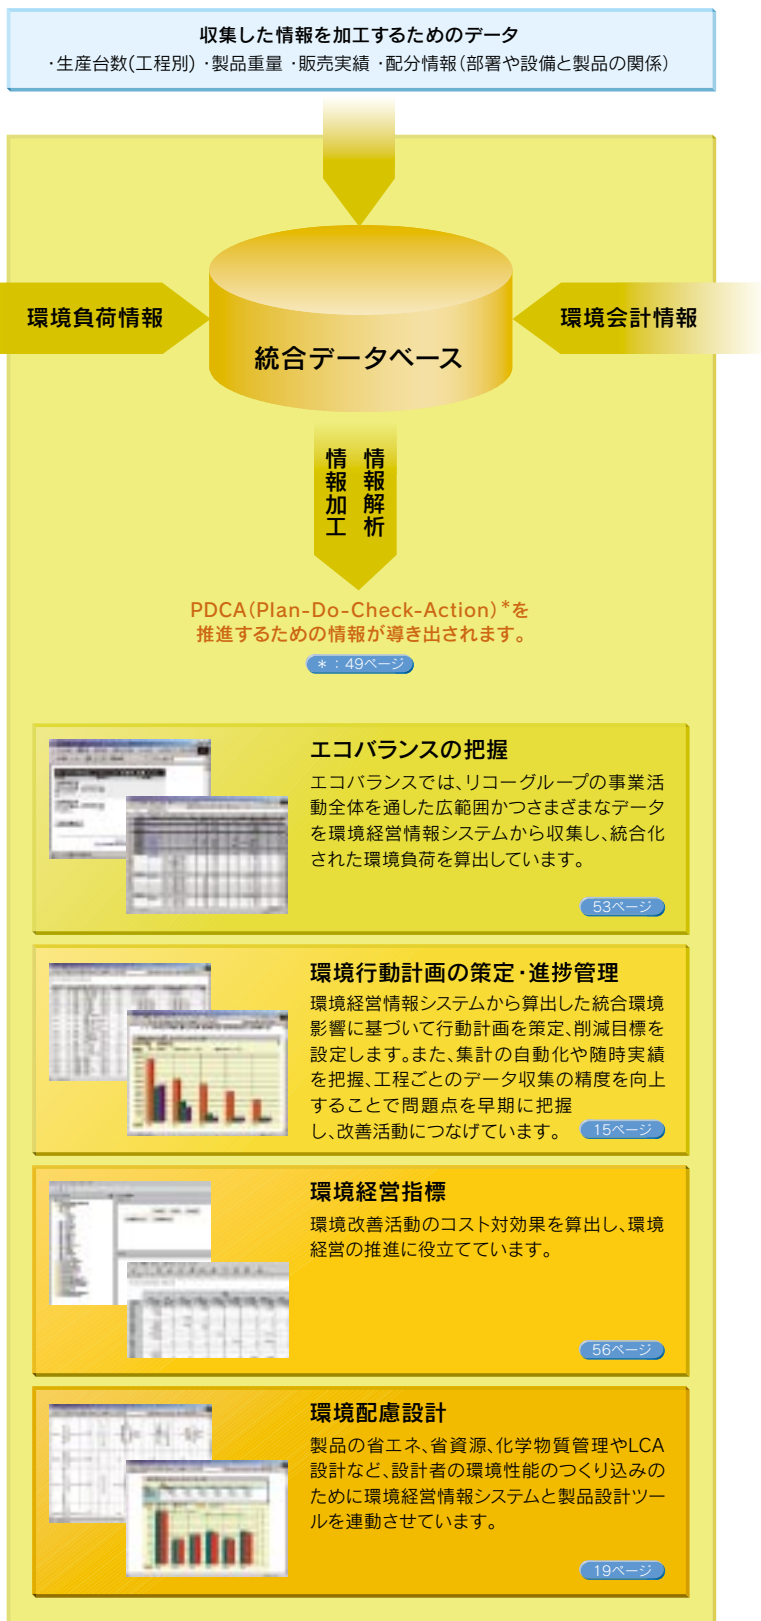 収集した情報を加工するためのデータ
・生産台数(工程別) ・製品重量 ・販売実績 ・配分情報(部署や設備と製品の関係)
環境負荷情報
環境会計情報
統合データベース
情報解析
情報加工
PDCA(Plan-Do-Check-Action)*を
推進するための情報が導き出されます。
*：49ページ
エコバランスの把握
エコバランスでは、リコーグループの事業活
動全体を通した広範囲かつさまざまなデータ
を環境経営情報システムから収集し、統合化
された環境負荷を算出しています。
53ページ
環境行動計画の策定・進捗管理
環境経営情報システムから算出した統合環境
影響に基づいて行動計画を策定、削減目標を
設定します。また、集計の自動化や随時実績
を把握、工程ごとのデータ収集の精度を向上
することで問題点を早期に把握
し、改善活動につなげています。
15ページ
環境経営指標
環境改善活動のコスト対効果を算出し、環境
経営の推進に役立てています。
56ページ
環境配慮設計
製品の省エネ、省資源、化学物質管理やLCA
設計など、設計者の環境性能のつくり込みの
ために環境経営情報システムと製品設計ツー
ルを連動させています。
19ページ